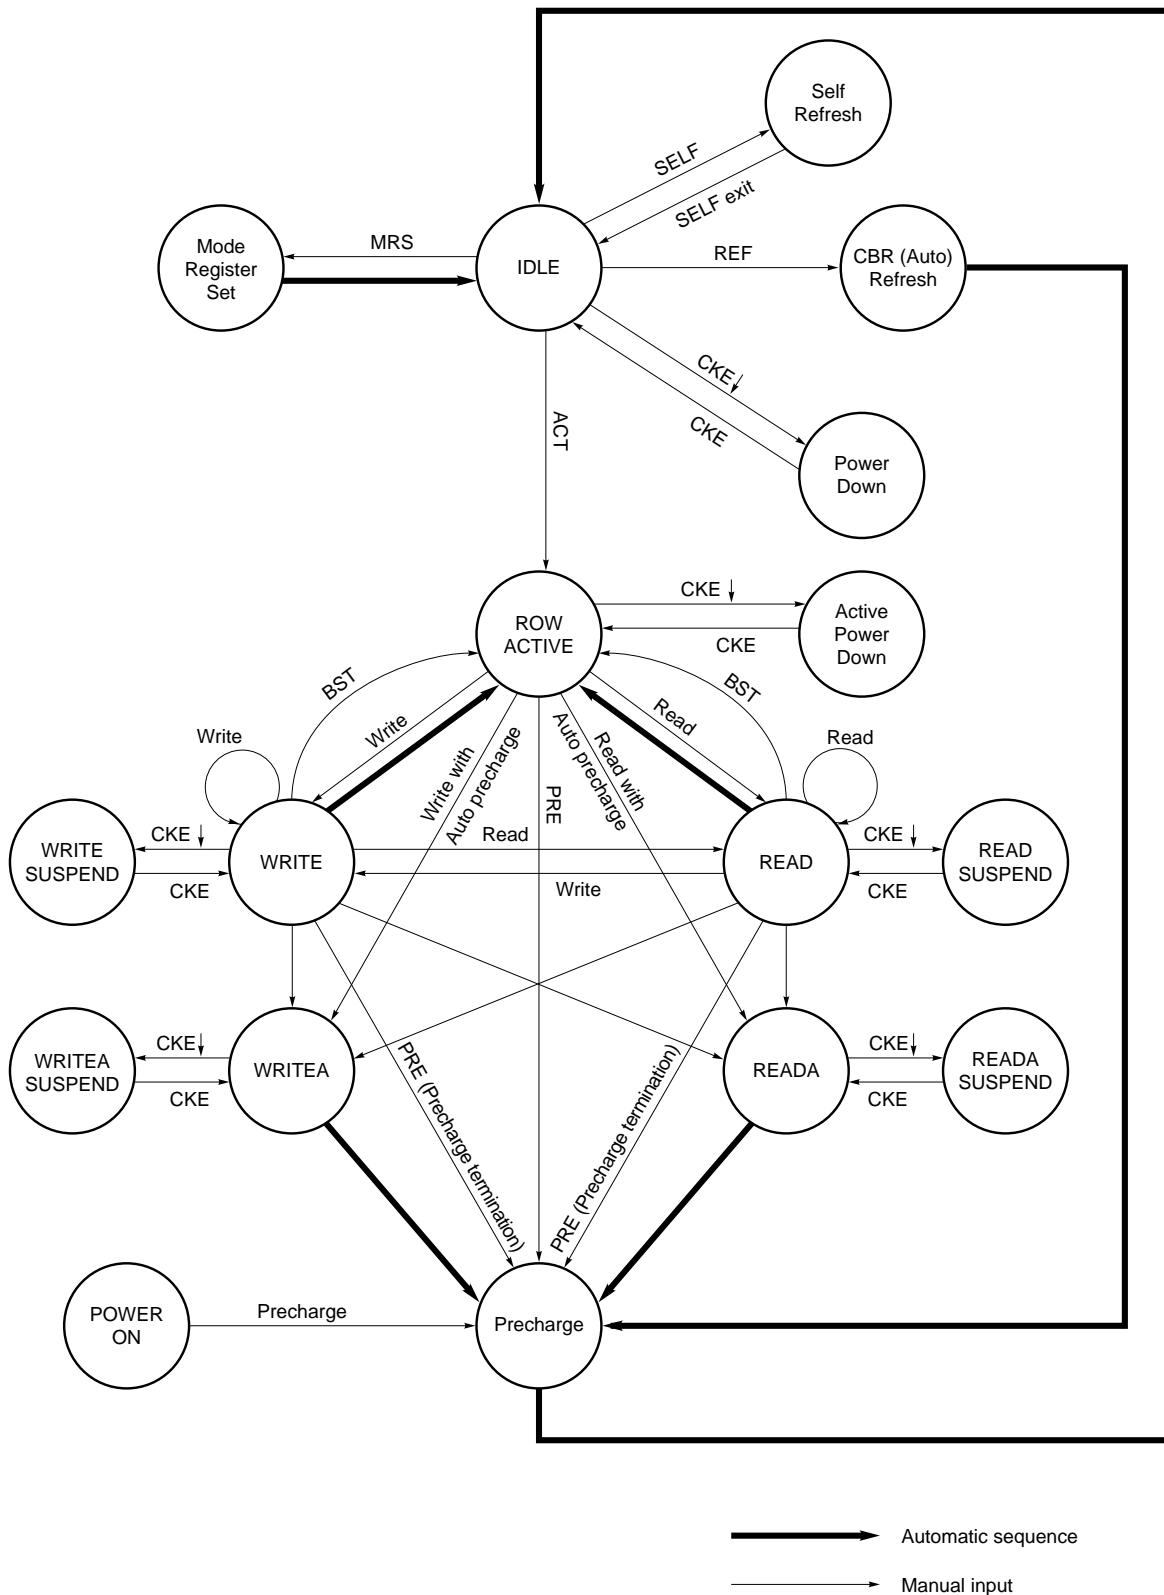 Self
Refresh
SELF
SELF exit
Mode
Register
Set
MRS
IDLE
REF
CBR (Auto)
Refresh
CKE
CKE
Power
Down
ACT
ROW
ACTIVE
CKE
CKE
Active
Power
Down
BST
BST
Write
Read
Write
Write with
Auto precharge
PRE
Read with
Auto precharge
Read
WRITE
SUSPEND
CKE
CKE
WRITE
Read
Write
READ
CKE
CKE
READ
SUSPEND
WRITEA
SUSPEND
CKE
CKE
WRITEA
PRE (Precharge termination)
PRE (Precharge termination)
READA
CKE
CKE
READA
SUSPEND
POWER
ON
Precharge
Precharge
Automatic sequence
Manual input